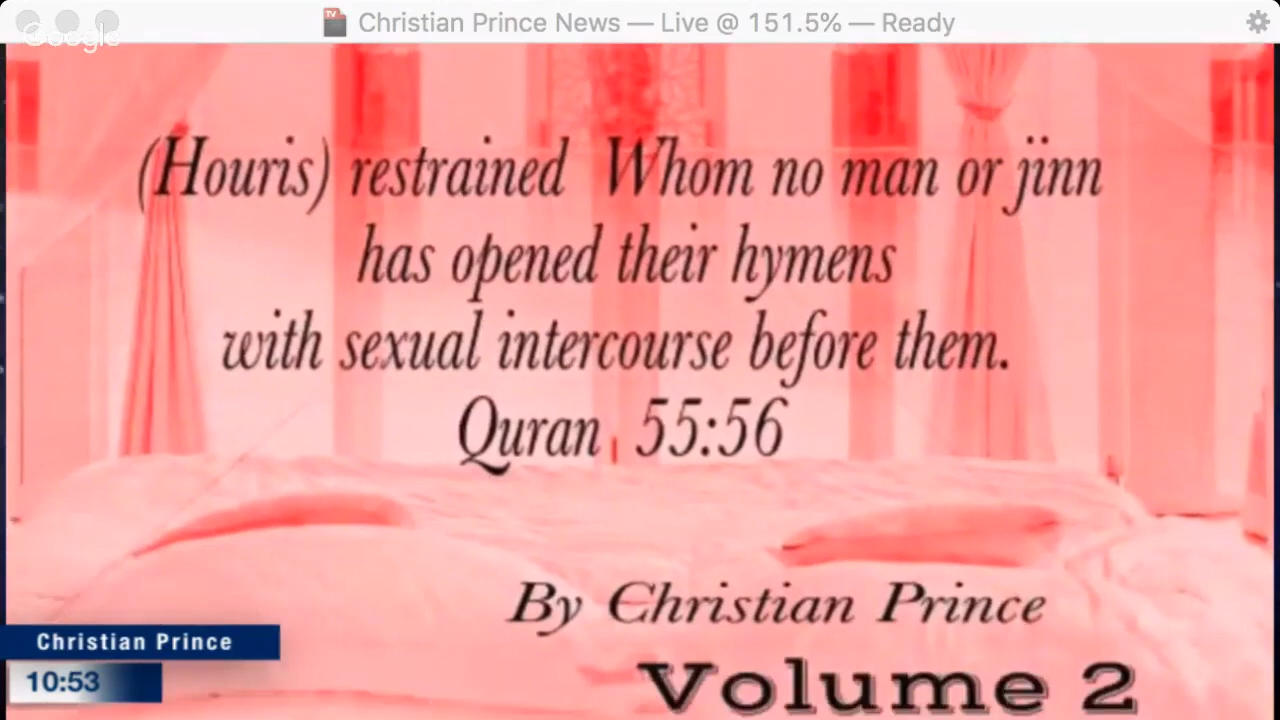 Christian Prince News — Live @ 151.5% — Ready
Google
(Houris) restrained Whom no man or jinn
has opened their hymens
with sexual intercourse before them.
Quran 55:56
By Christian Prince
Volume 2
Christian Prince
10:53